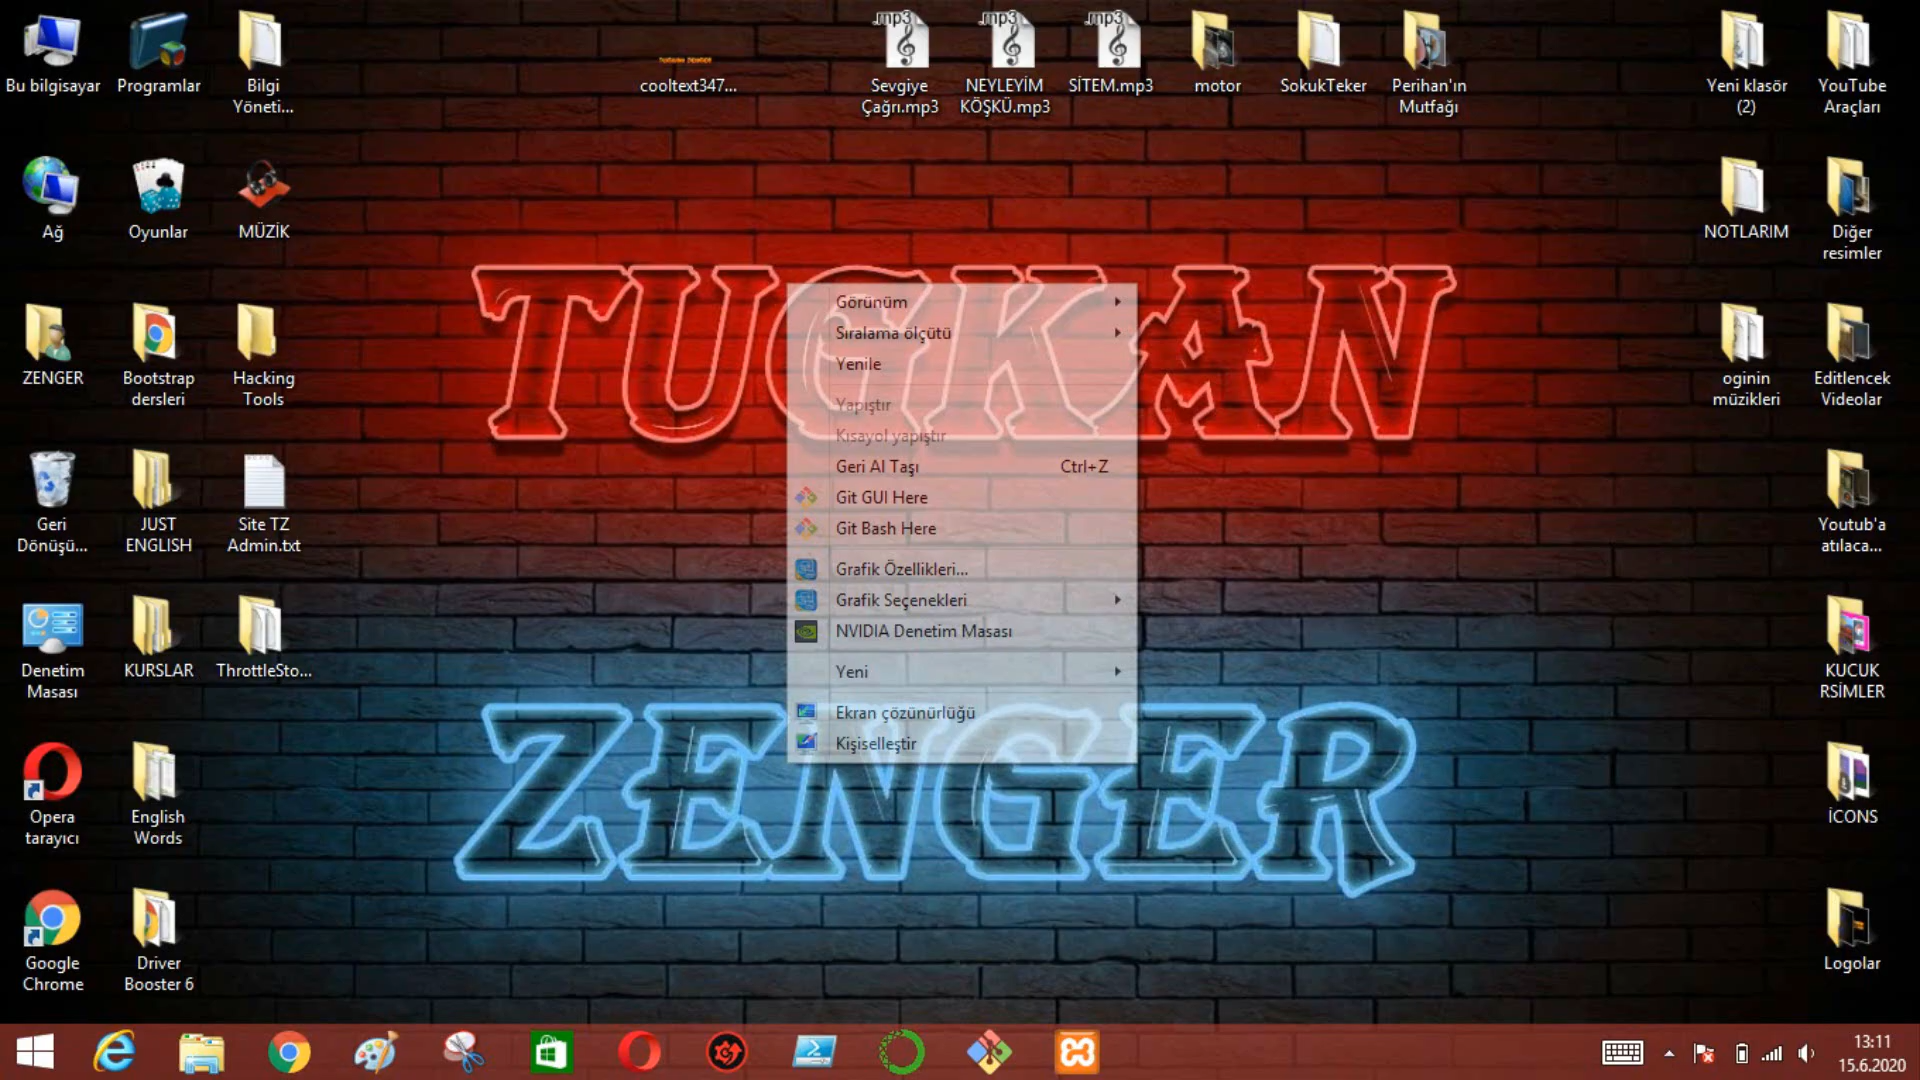 Bu bilgisayar
Programlar
Bilgi
Yöneti...
cooltext347...
.mp3
Sevgiye
Çağrı.mp3
.mp3
NEYLEYİM
KÖŞKÜ.mp3
.mp3
SİTEM.mp3
motor
SokukTeker
Perihan'ın
Mutfağı
Yeni klasör
(2)
YouTube
Araçları
Ağ
Oyunlar
MÜZİK
NOTLARIM
Diğer
resimler
TUGKAN
ZENGER
Bootstrap
dersleri
Hacking
Tools
oginin
müzikleri
Editlencek
Videolar
Geri
Dönüşü...
JUST
ENGLISH
Site TZ
Admin.txt
Youtub'a
atılaca...
Denetim
Masası
KURSLAR
ThrottleSto...
KUCUK
RSİMLER
Opera
tarayıcı
English
Words
İCONS
Google
Chrome
Driver
Booster 6
Logolar
Görünüm
Sıralama ölçütü
Yenile
Yapıştır
Kısayol yapıştır
Geri Al Taşı Ctrl+Z
Git GUI Here
Git Bash Here
Grafik Özellikleri...
Grafik Seçenekleri
NVIDIA Denetim Masası
Yeni
Ekran çözünürlüğü
Kişiselleştir
ZENGER
13:11
15.6.2020